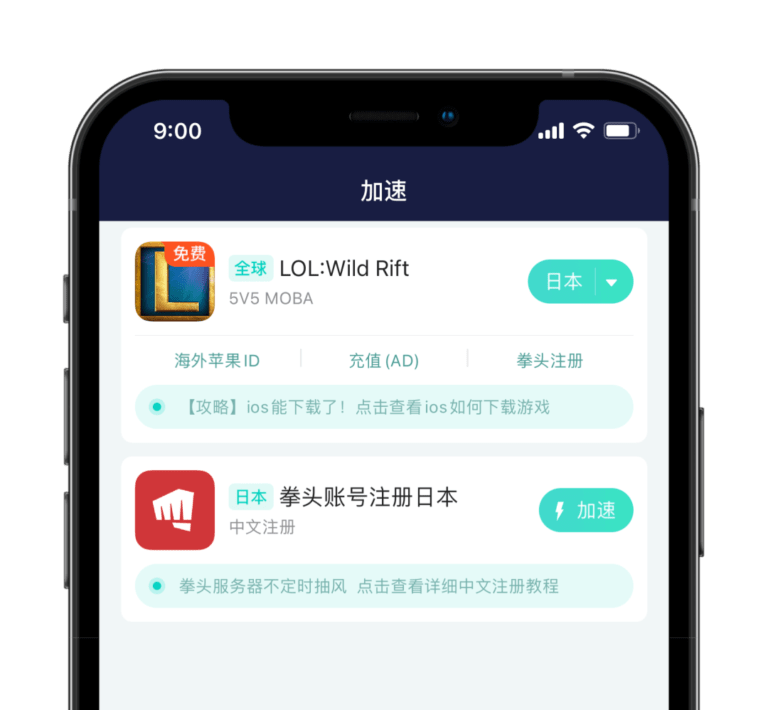 9:00
加速
免费
全球 LOL:Wild Rift
日本
5V5 MOBA
海外苹果ID 充值(AD) 拳头注册
【攻略】ios能下载了！点击查看ios如何下载游戏
日本 拳头账号注册日本
加速
中文注册
拳头服务器不定时抽风 点击查看详细中文注册教程